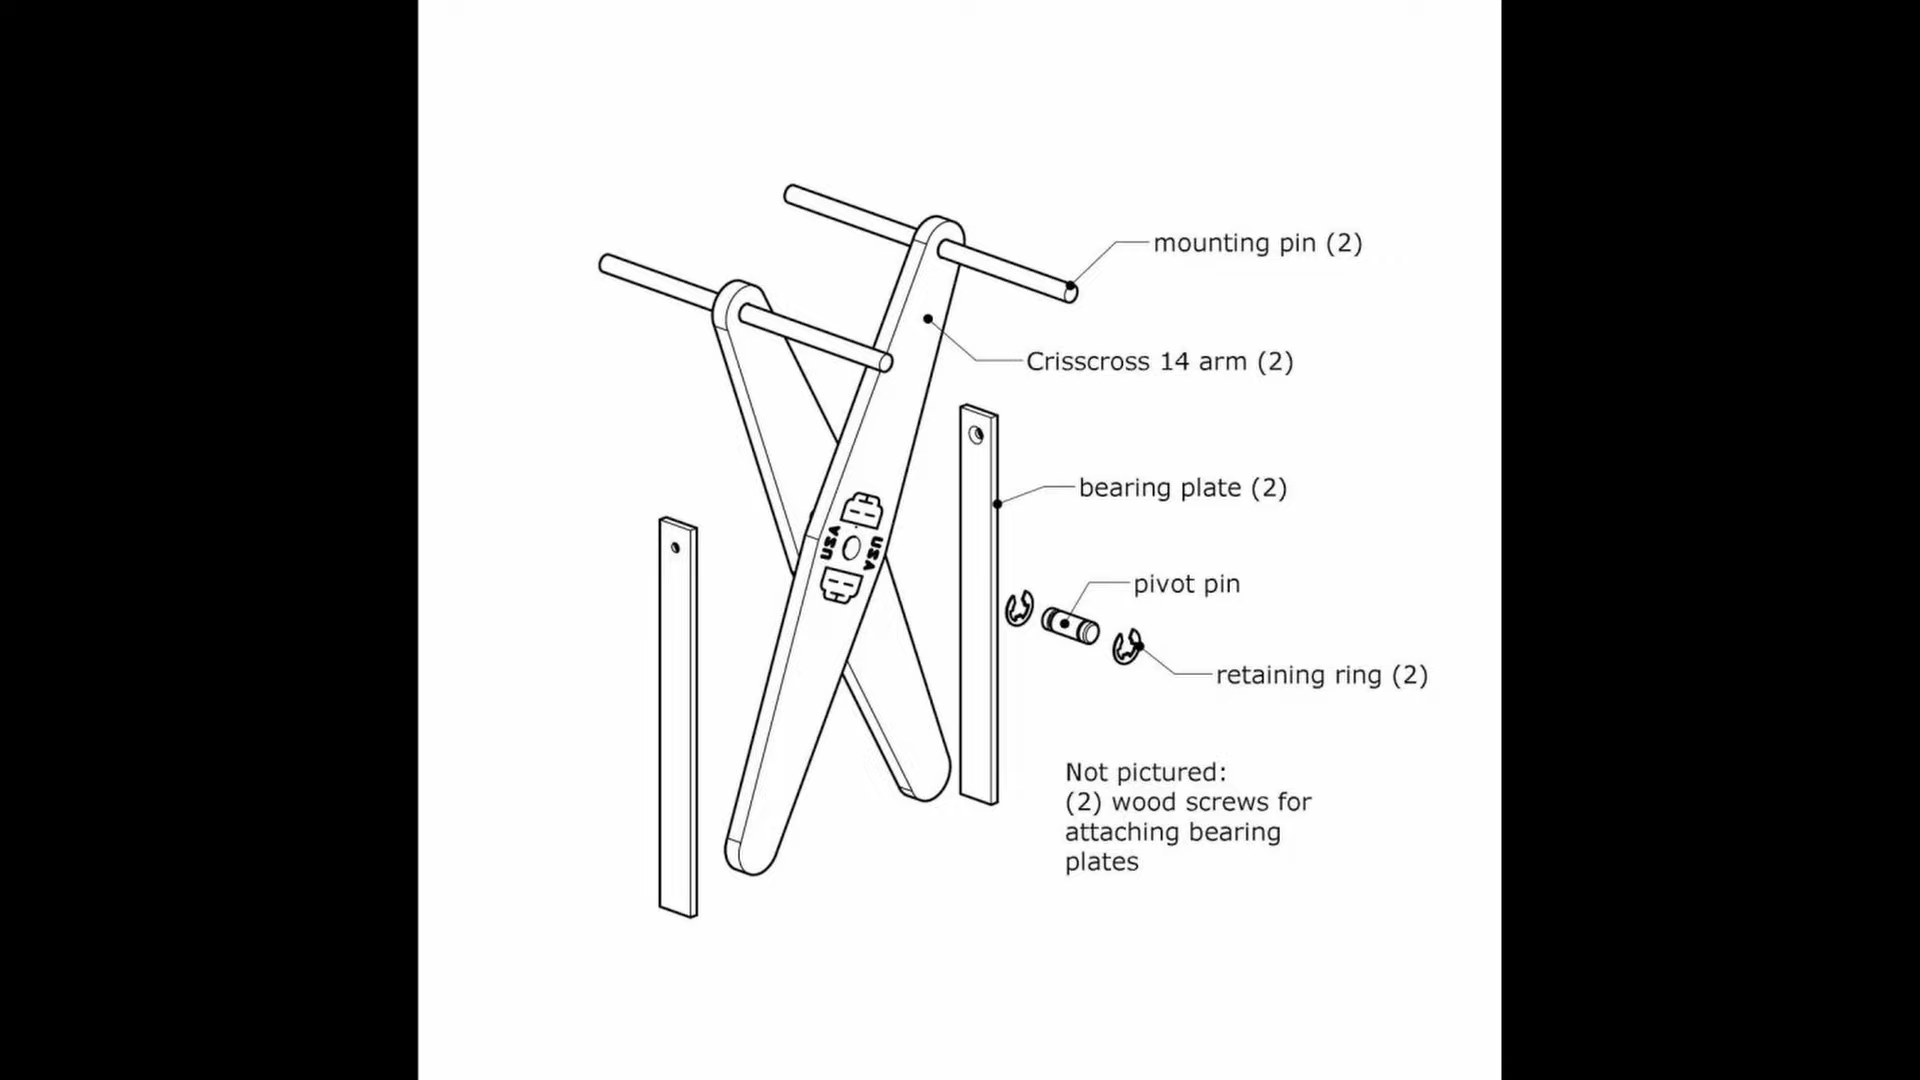 mounting pin (2)
Crisscross 14 arm (2)
bearing plate (2)
USA
USA
pivot pin
retaining ring (2)
Not pictured:
(2) wood screws for
attaching bearing
plates